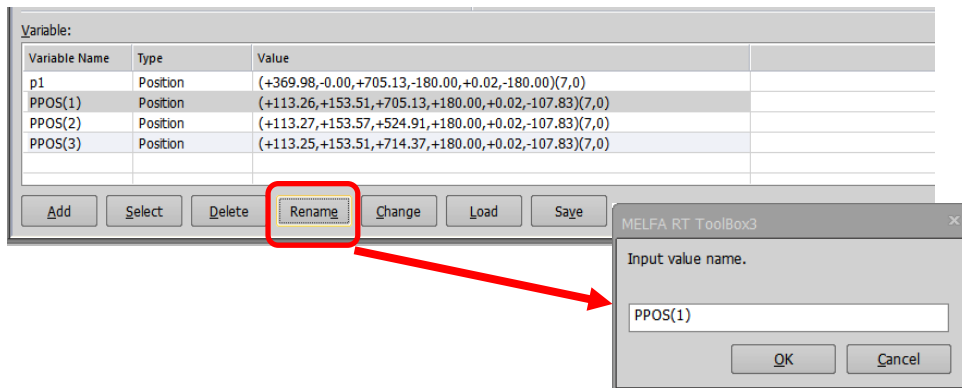 Variable:
Variable Name Type Value
p1 Position (+369.98,-0.00,+705.13,-180.00,+0.02,-180.00)(7,0)
PPOS(1) Position (+113.26,+153.51,+705.13,+180.00,+0.02,-107.83)(7,0)
PPOS(2) Position (+113.27,+153.57,+524.91,+180.00,+0.02,-107.83)(7,0)
PPOS(3) Position (+113.25,+153.51,+714.37,+180.00,+0.02,-107.83)(7,0)
Add Select Delete Rename Change Load Save
MELFA RT ToolBox3 ×
Input value name.
PPOS(1)
OK Cancel